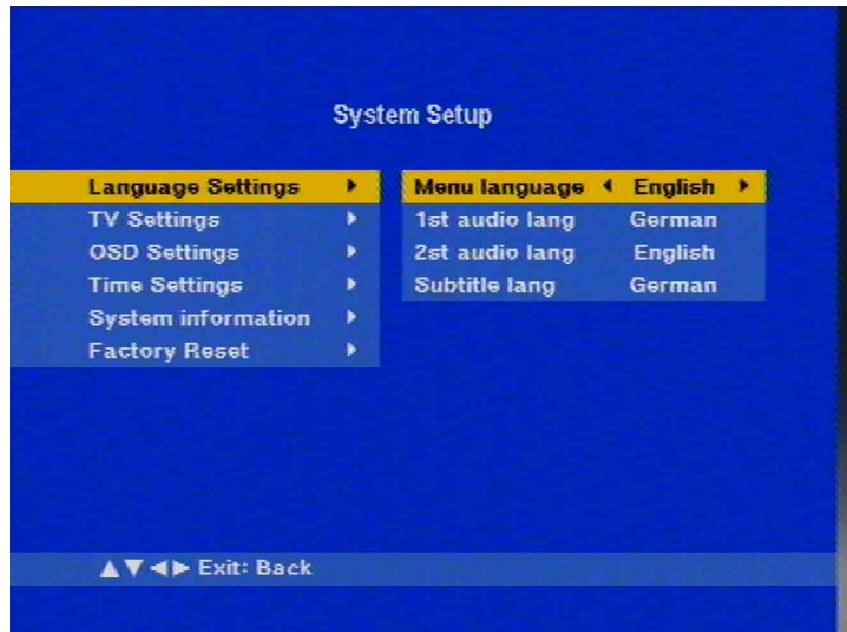 System Setup
Language Settings
TV Settings
OSD Settings
Time Settings
System information
Factory Reset
Menu language English
1st audio lang German
2st audio lang English
Subtitle lang German
Exit: Back